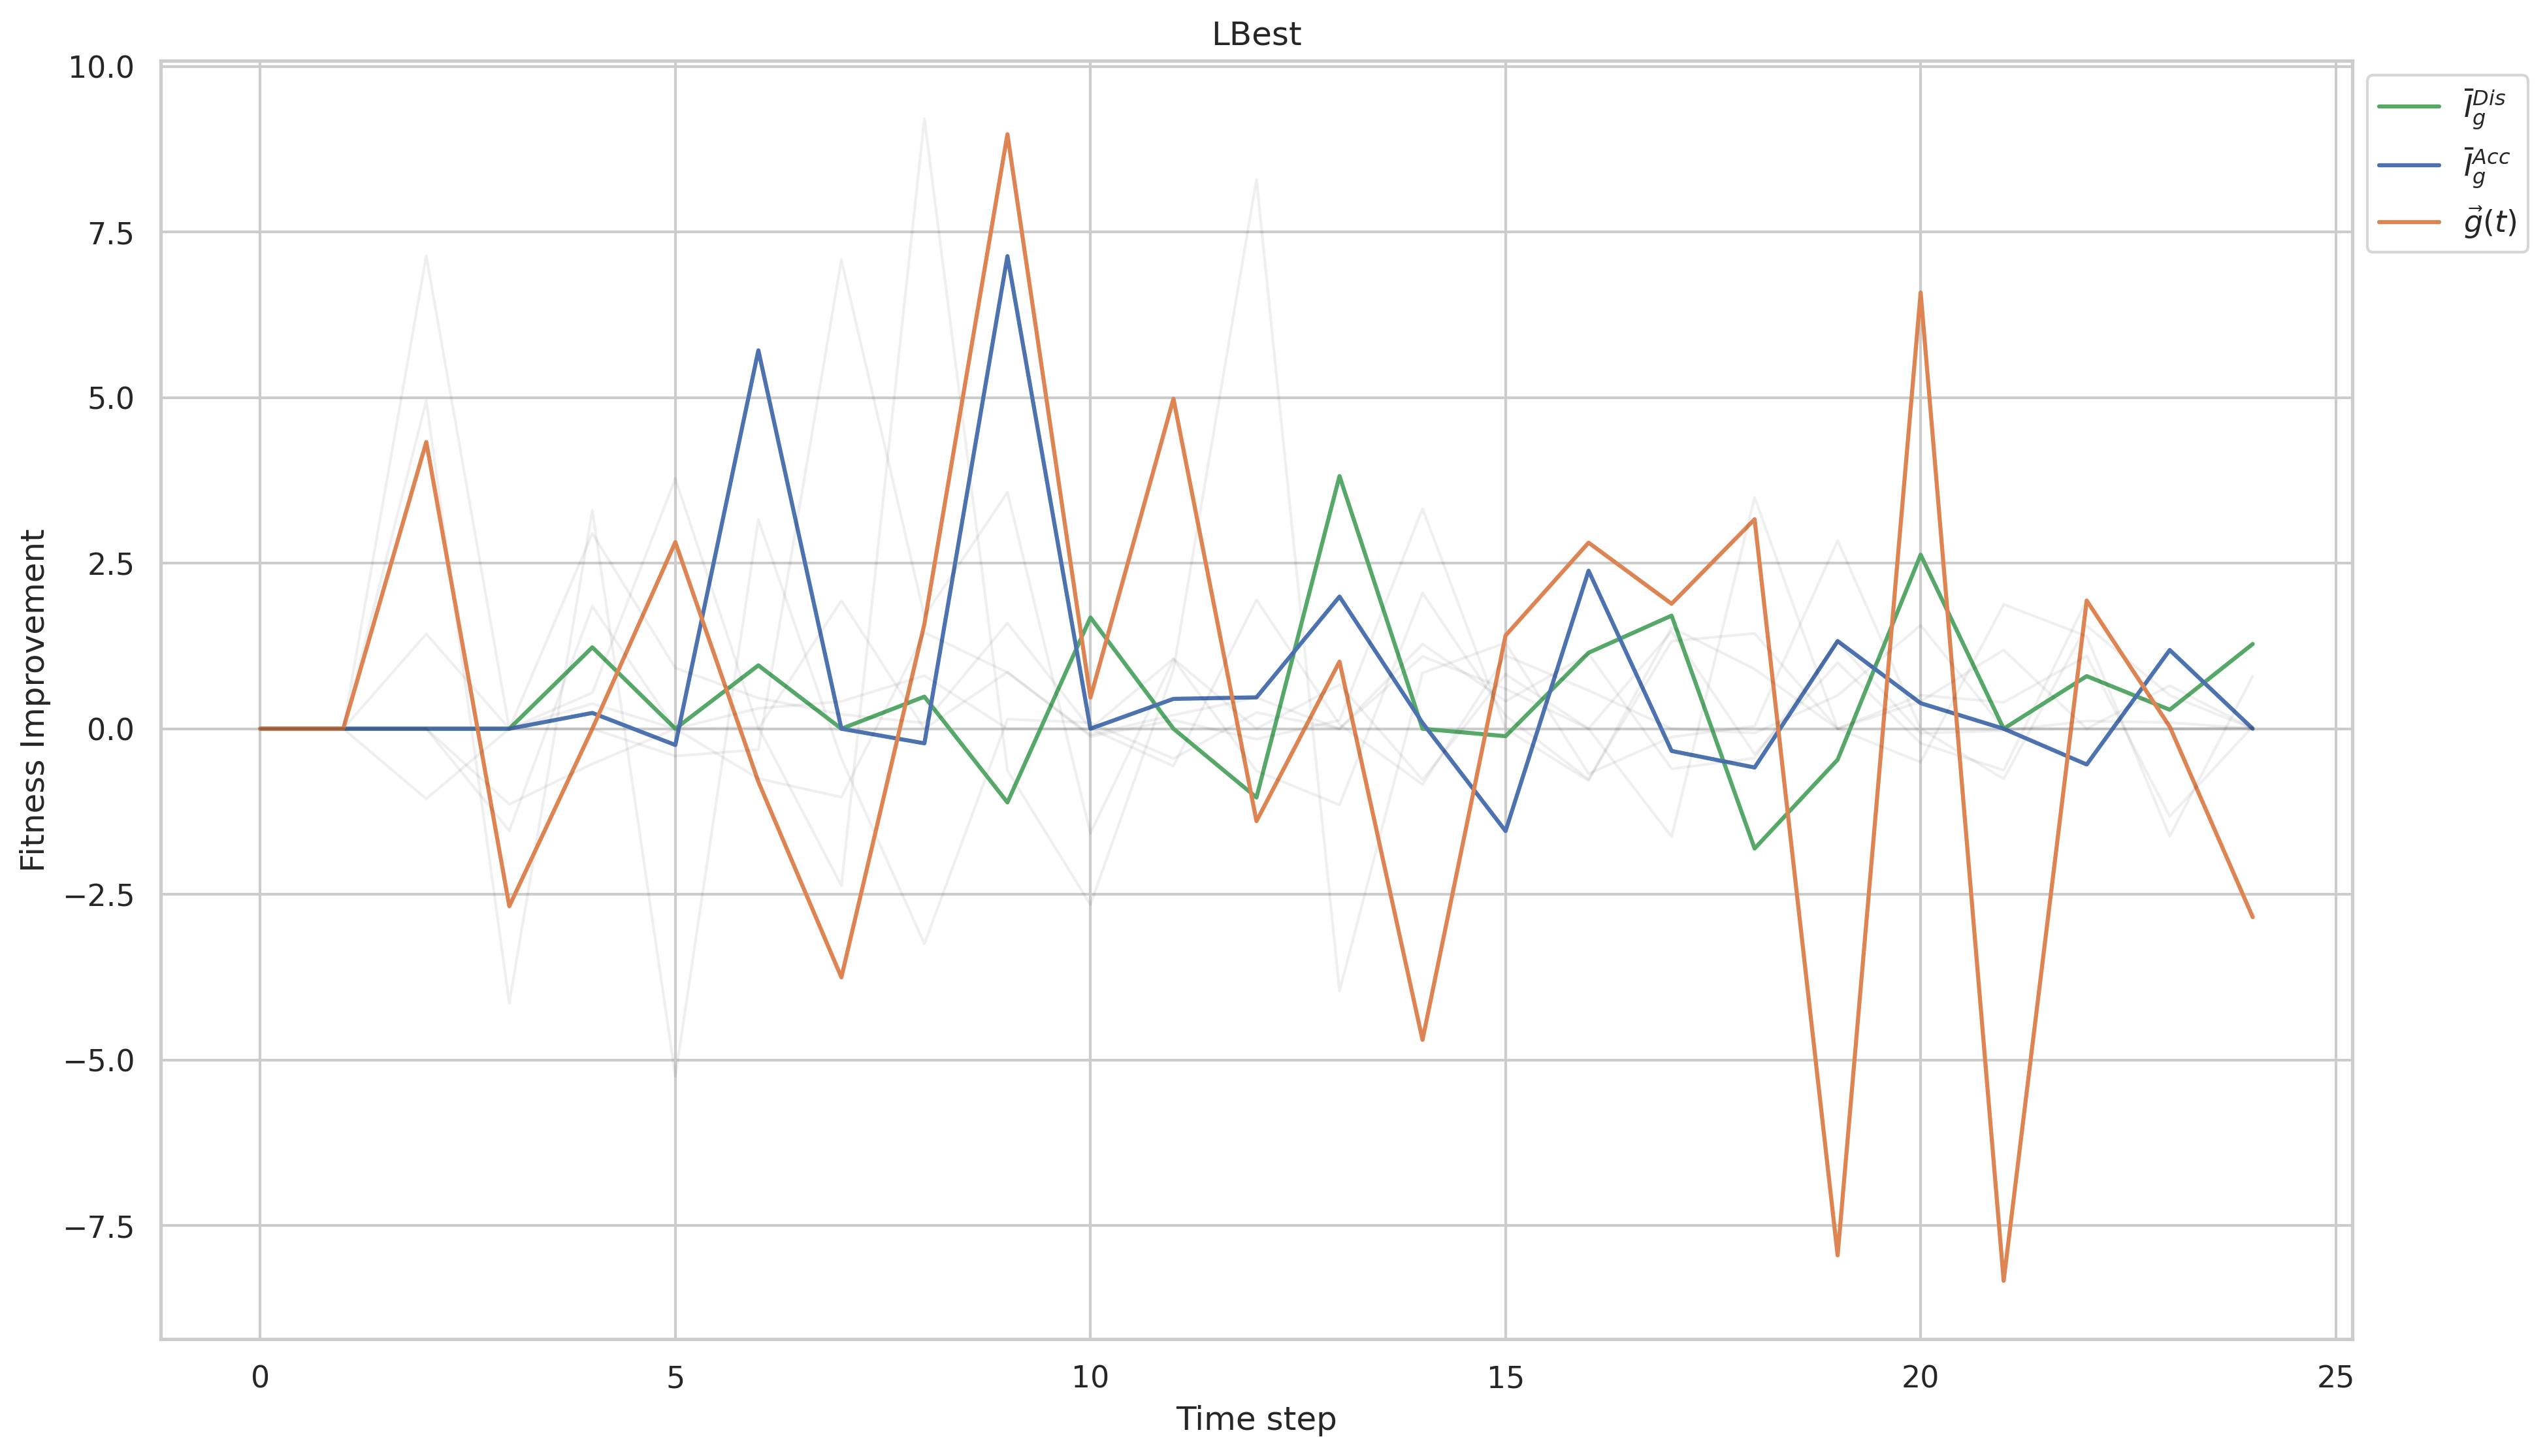 LBest
10.0
7.5
5.0
2.5
0.0
−2.5
−5.0
−7.5
Fitness Improvement
0 5 10 15 20 25
Time step
Ī_g^{Dis}
Ī_g^{Acc}
g⃗(t)